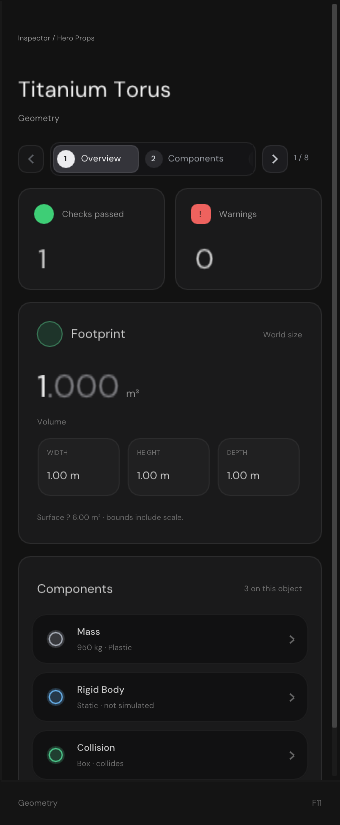 Inspector / Hero Props
Titanium Torus
Geometry
1 Overview 2 Components 1 / 8
Checks passed
! Warnings
1
0
Footprint World size
1.000 m³
Volume
WIDTH HEIGHT DEPTH
1.00 m 1.00 m 1.00 m
Surface ? 6.00 m² · bounds include scale.
Components 3 on this object
Mass
950 kg · Plastic
Rigid Body
Static · not simulated
Collision
Box · collides
Geometry F11